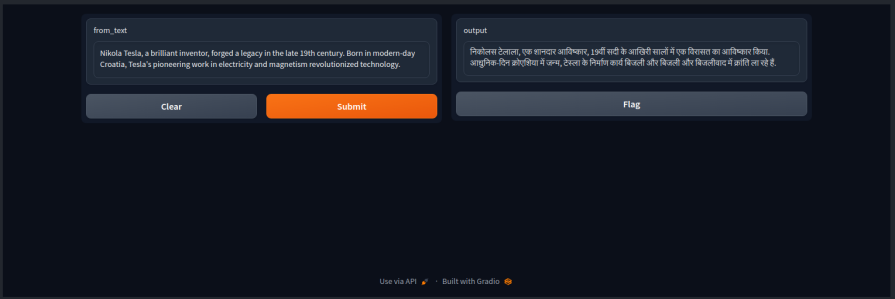 from_text
Nikola Tesla, a brilliant inventor, forged a legacy in the late 19th century. Born in modern-day
Croatia, Tesla's pioneering work in electricity and magnetism revolutionized technology.
Clear
Submit
output
निकोलस टेलाला, एक शानदार आविष्कार, 19वीं सदी के आखिरी सालों में एक विरासत का आविष्कार किया.
आधुनिक-दिन क्रोएशिया में जन्म, टेस्ला के निर्माण कार्य बिजली और बिजली और बिजलीवाद में क्रांति ला रहे हैं.
Flag
Use via API · Built with Gradio